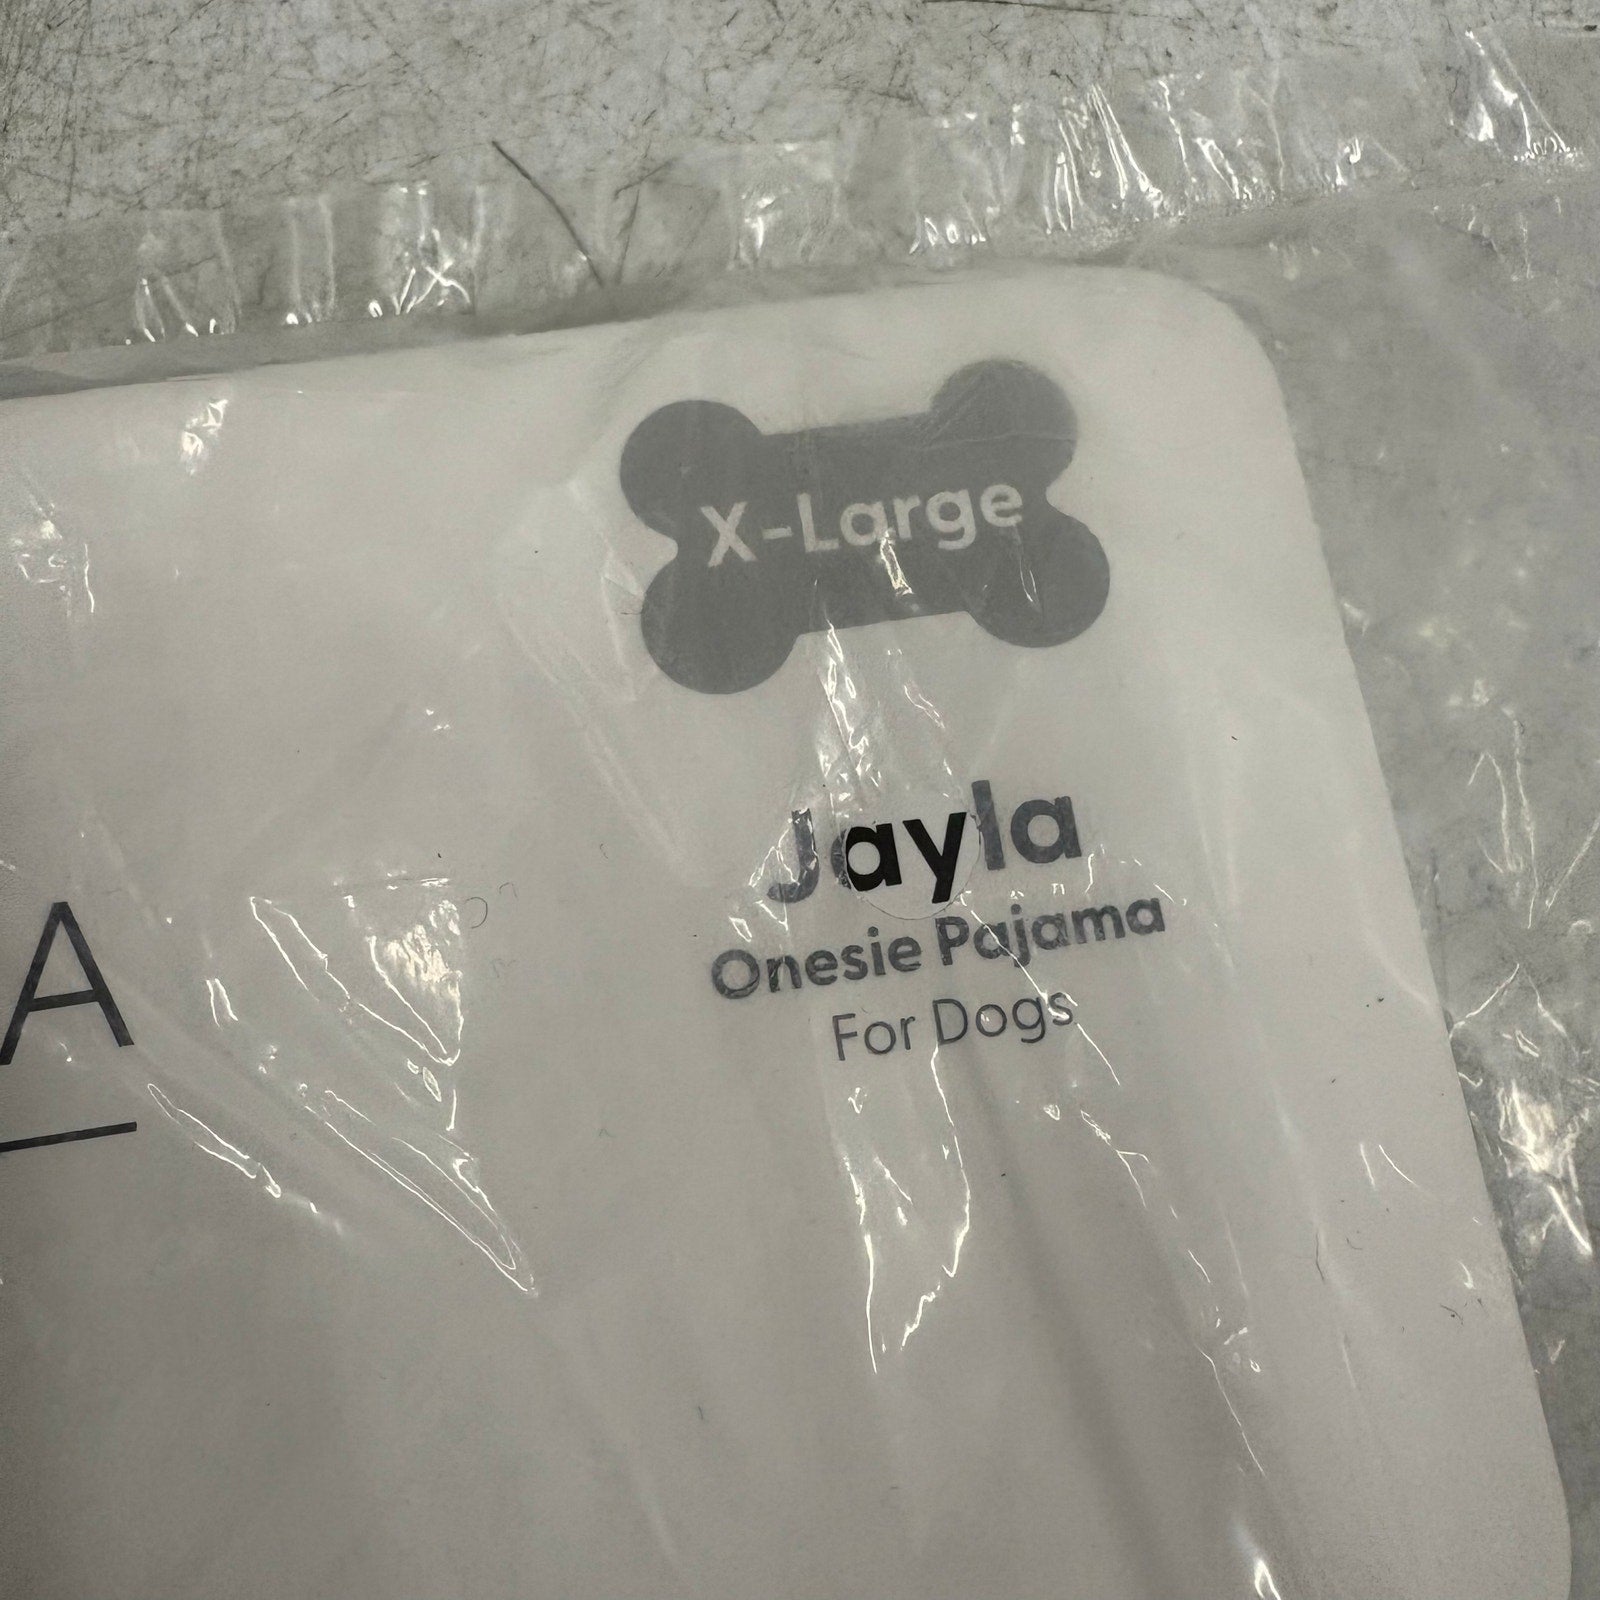 X-Large
Jayla
Onesie Pajama
For Dogs
A